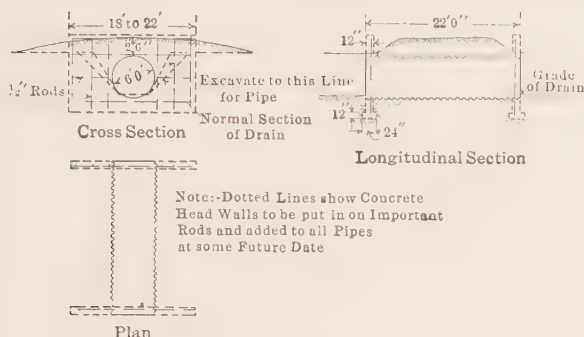 18' to 22'
60"
½" Rods
Excavate to this Line
for Pipe
Normal Section
of Drain
Cross Section
22'0"
12"
Grade
of Drain
12"
24"
Longitudinal Section
Note:-Dotted Lines show Concrete
Head Walls to be put in on Important
Rods and added to all Pipes
at some Future Date
Plan